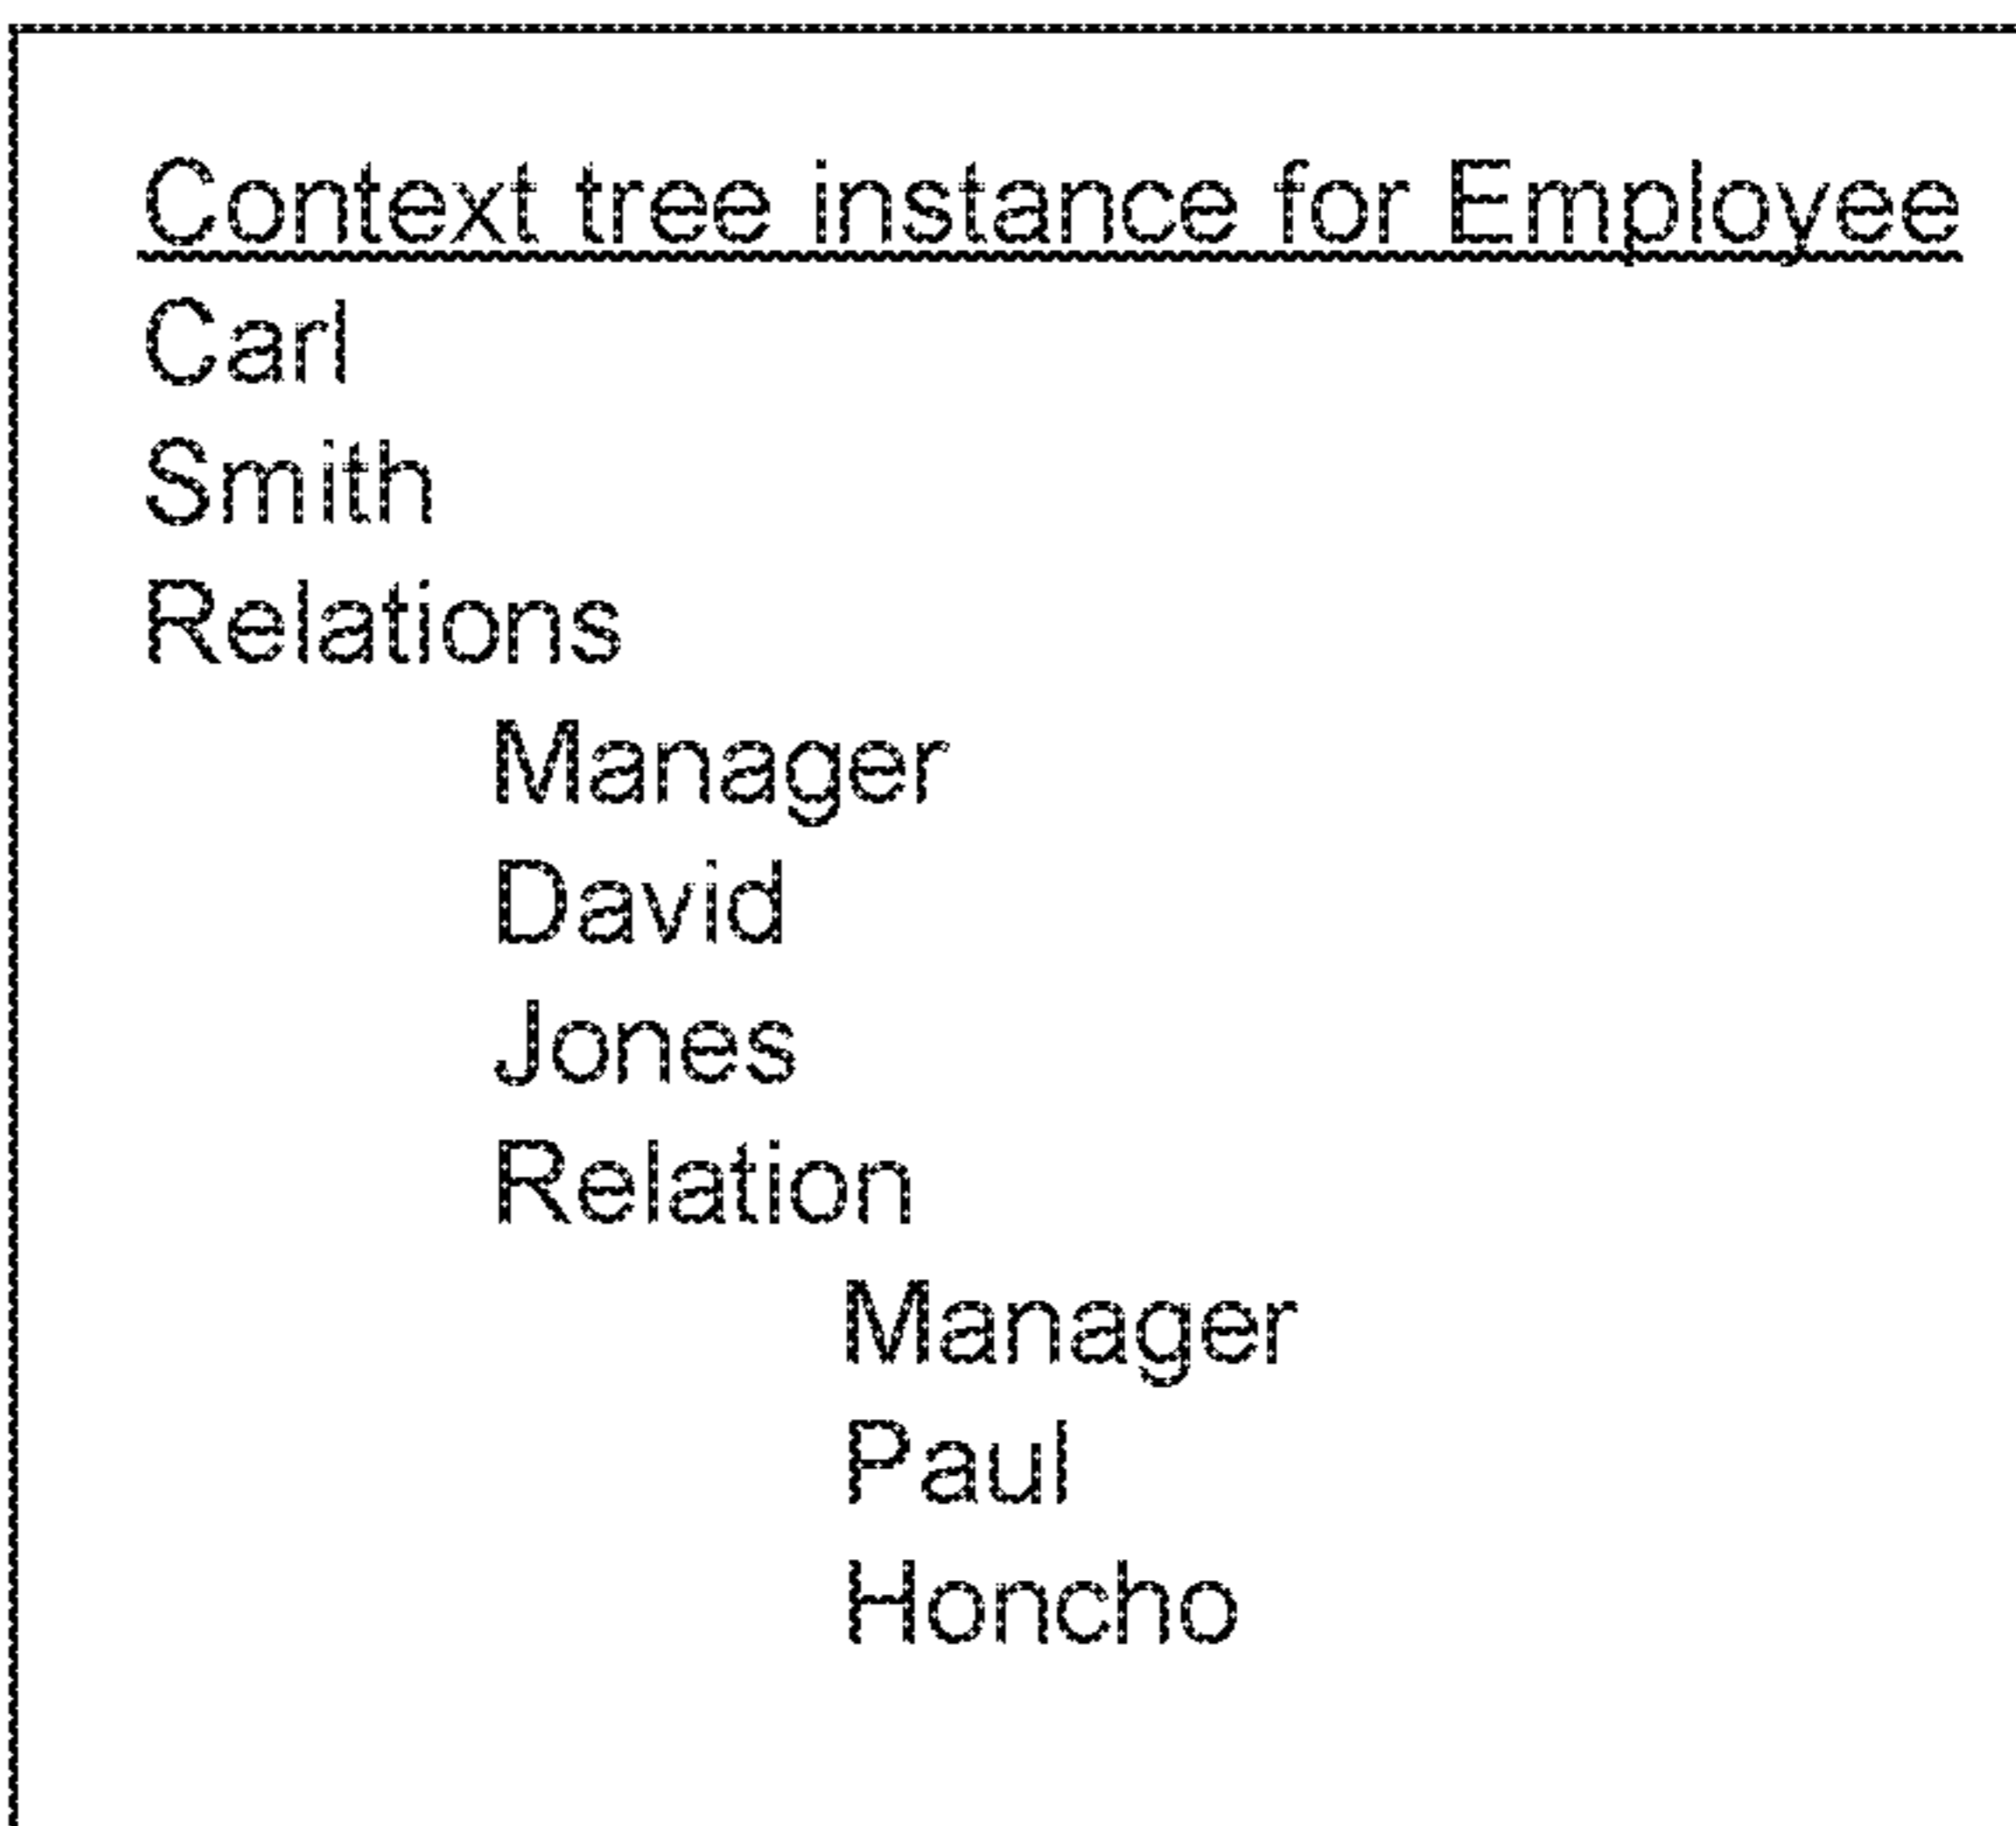 Context tree instance for Employee
Carl
Smith
Relations
Manager
David
Jones
Relation
Manager
Paul
Honcho